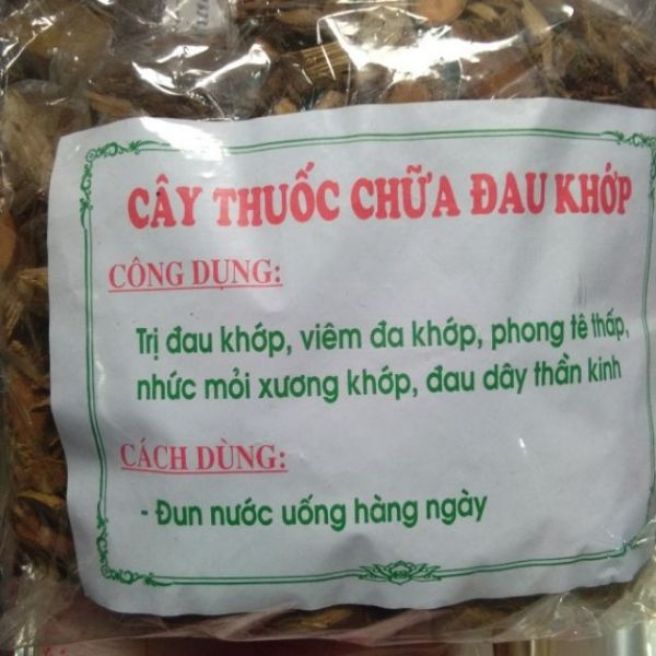 CÂY THUỐC CHỮA ĐAU KHỚP
CÔNG DỤNG:
Trị đau khớp, viêm đa khớp, phong tê thấp,
nhức mỏi xương khớp, đau dây thần kinh
CÁCH DÙNG:
- Đun nước uống hàng ngày